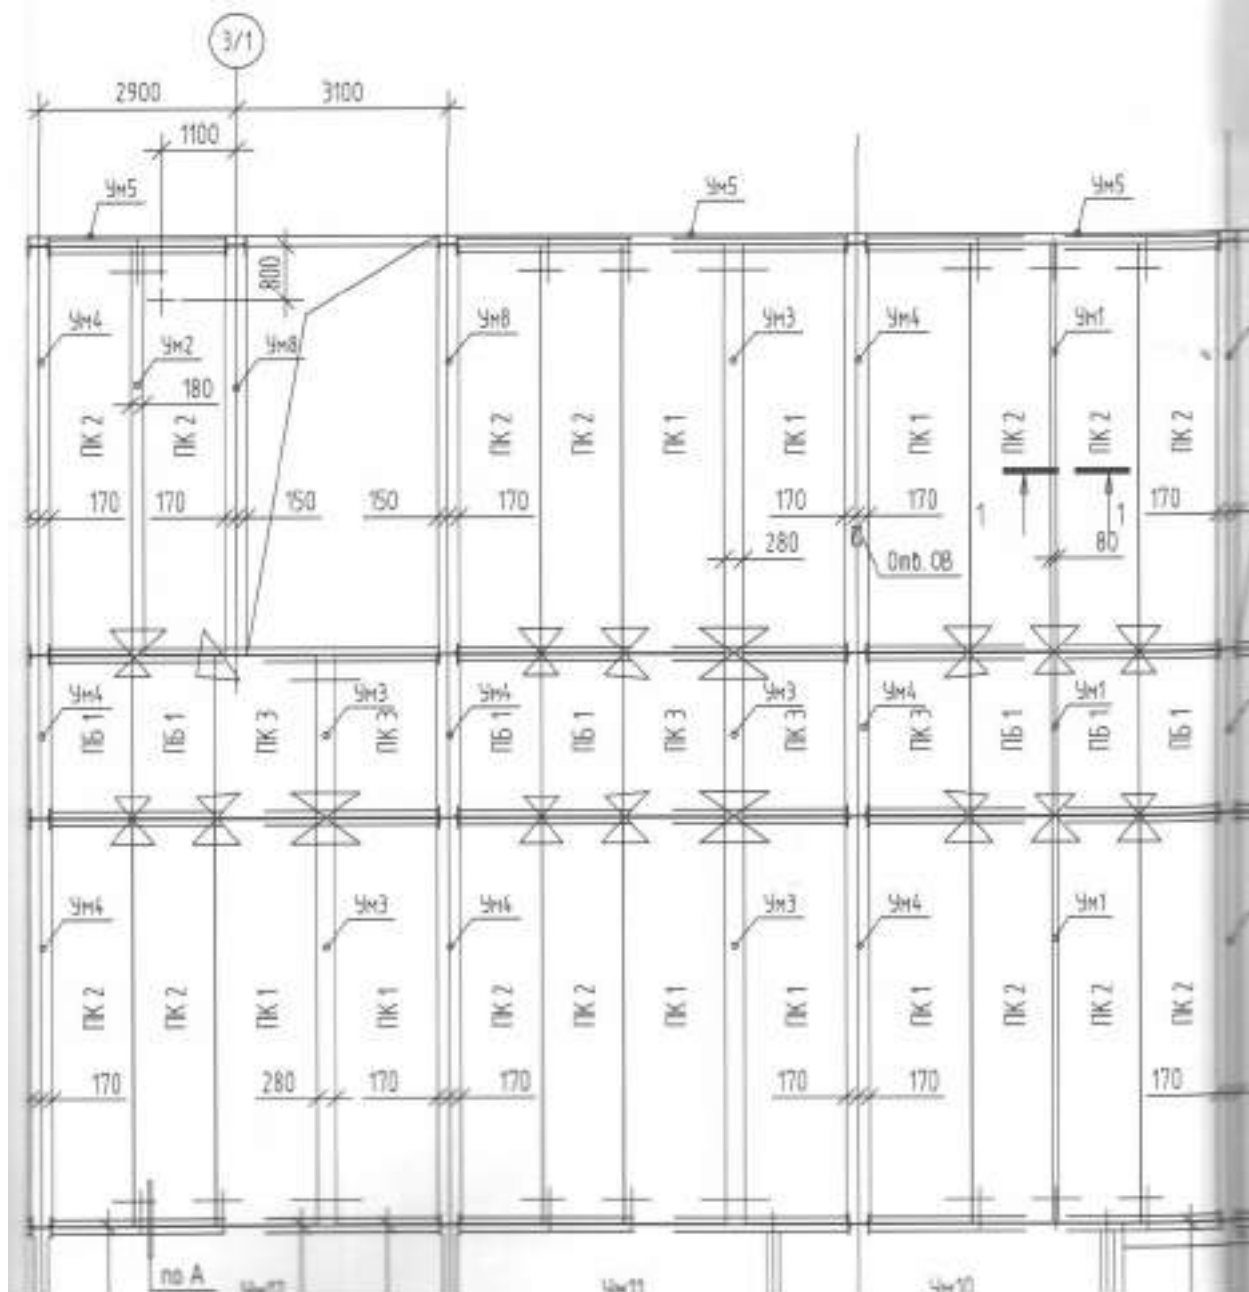 3/1
2900 3100
1100
Ум5 Ум5 Ум5
800
Ум4 Ум2 Ум8 Ум8 Ум3 Ум4 Ум1
180
ПК 2 ПК 2 ПК 2 ПК 2 ПК 1 ПК 1 ПК 1 ПК 2 ПК 2 ПК 2
170 170 150 150 170 170 170 1 1 170
280 80
Отв. ОВ
Ум4 Ум3 Ум4 Ум3 Ум4 Ум1
ПБ 1 ПБ 1 ПК 3 ПК 3 ПБ 1 ПБ 1 ПК 3 ПК 3 ПК 3 ПБ 1 ПБ 1 ПБ 1
Ум4 Ум3 Ум4 Ум3 Ум4 Ум1
ПК 2 ПК 2 ПК 1 ПК 1 ПК 2 ПК 2 ПК 1 ПК 1 ПК 1 ПК 2 ПК 2 ПК 2
170 280 170 170 170 170 170
по А
Ум11 Ум10